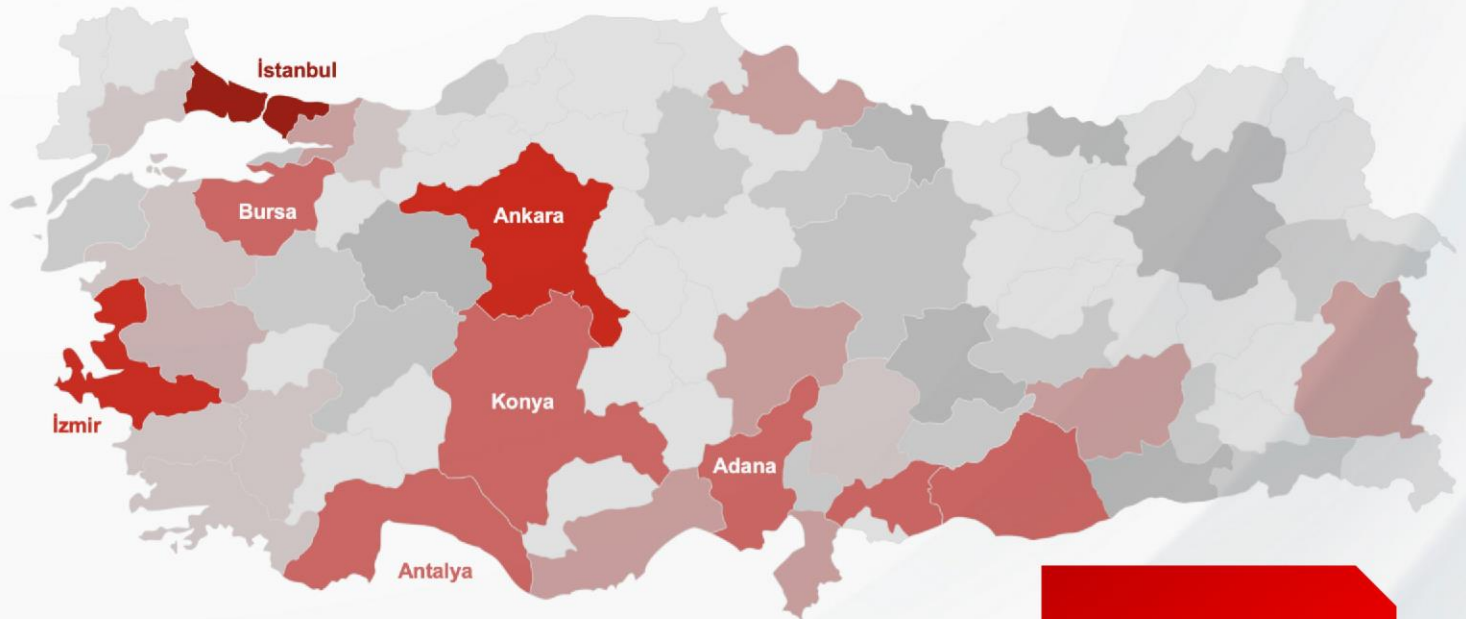 İstanbul
Bursa
Ankara
Konya
İzmir
Adana
Antalya